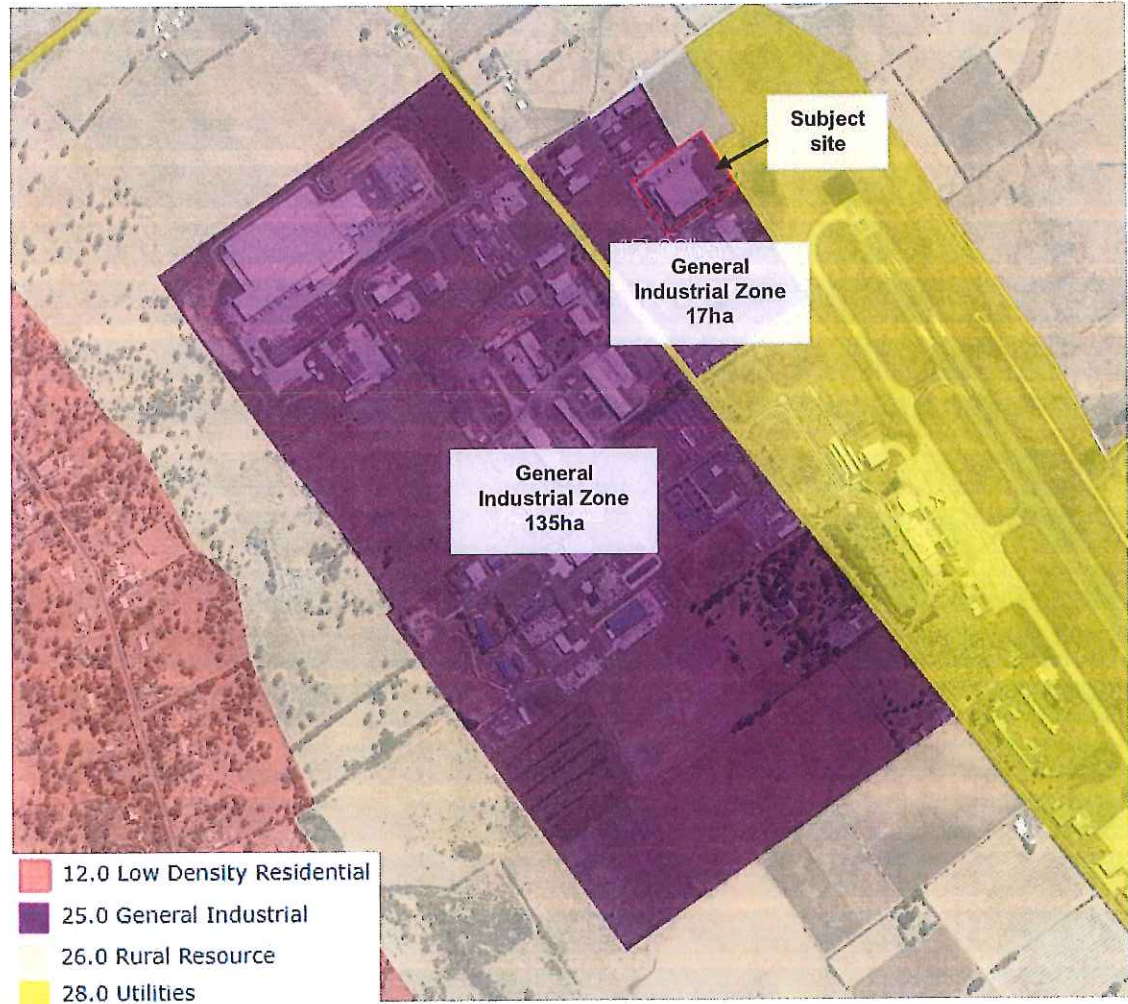 Subject
site
General
Industrial Zone
17ha
General
Industrial Zone
135ha
12.0 Low Density Residential
25.0 General Industrial
26.0 Rural Resource
28.0 Utilities